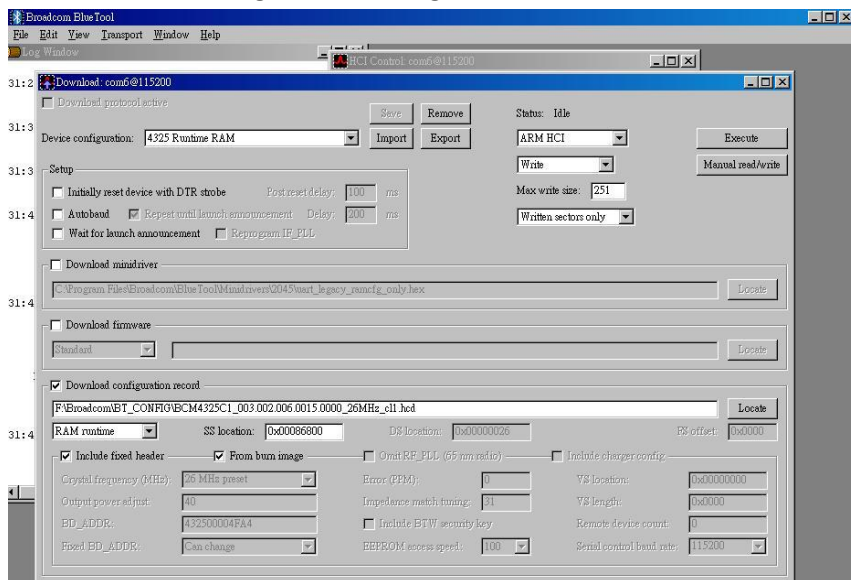 Broadcom BlueTool
File Edit View Transport Window Help
Log Window
HCI Control: com6@115200
31:2
Download: com6@115200
Download protocol active
Save Remove Status: Idle
31:3
Device configuration: 4325 Runtime RAM Import Export ARM HCI Execute
Write Manual read/write
31:3
Setup
Initially reset device with DTR strobe Post reset delay: 100 ms Max write size: 251
31:4
Autobaud Repeat until launch announcement Delay: 200 ms Written sectors only
Wait for launch announcement Reprogram IF_PLL
Download minidriver
C:\Program Files\Broadcom\BlueTool\Minidrivers\2045\uart_legacy_ramcfg_only.hex Locate
31:4
Download firmware
Standard Locate
Download configuration record
F:\Broadcom\BT_CONFIG\BCM4325C1_003.002.006.0015.0000_26MHz_cl1.hcd Locate
31:4
RAM runtime SS location: 0x00086800 DS location: 0x00000026 FS offset: 0x0000
Include fixed header From burn image Omit RF_PLL (65 nm radio) Include charger config:
Crystal frequency (MHz): 26 MHz preset Error (PPM): 0 VS location: 0x00000000
Output power adjust: 40 Impedance match tuning: 31 VS length: 0x0000
BD_ADDR: 432500004FA4 Include BTW security key Remote device count: 0
Fixed BD_ADDR: Can change EEPROM access speed: 100 Serial control baud rate: 115200